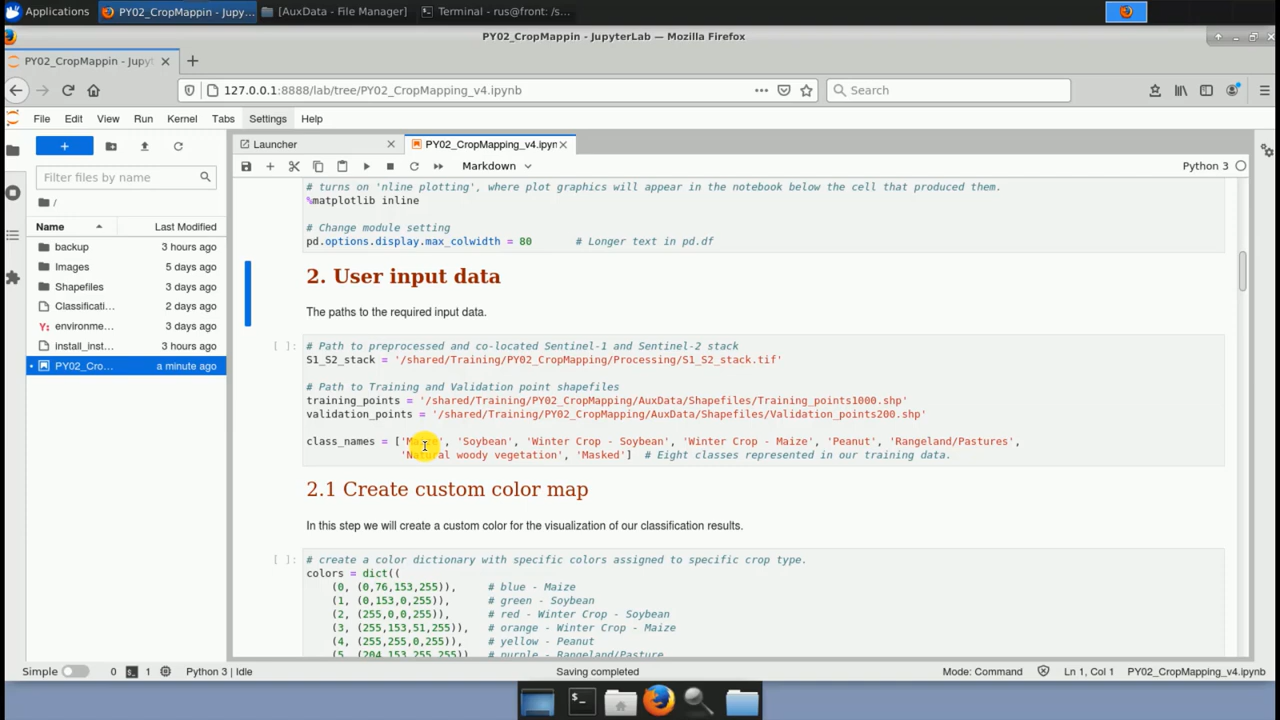 Applications PY02_CropMappin - Jupy... [AuxData - File Manager] Terminal - rus@front: /s...
PY02_CropMappin - JupyterLab — Mozilla Firefox
PY02_CropMappin - Jupyt
127.0.0.1:8888/lab/tree/PY02_CropMapping_v4.ipynb Search
File Edit View Run Kernel Tabs Settings Help
Launcher PY02_CropMapping_v4.ipyn
Markdown Python 3
Filter files by name
/
Name Last Modified
backup 3 hours ago
Images 5 days ago
Shapefiles 3 days ago
Classificati... 2 days ago
environme... 3 days ago
install_inst... 3 hours ago
PY02_Cro... a minute ago
# turns on 'nline plotting', where plot graphics will appear in the notebook below the cell that produced them.
%matplotlib inline
# Change module setting
pd.options.display.max_colwidth = 80 # Longer text in pd.df
2. User input data
The paths to the required input data.
[ ]: # Path to preprocessed and co-located Sentinel-1 and Sentinel-2 stack
S1_S2_stack = '/shared/Training/PY02_CropMapping/Processing/S1_S2_stack.tif'
# Path to Training and Validation point shapefiles
training_points = '/shared/Training/PY02_CropMapping/AuxData/Shapefiles/Training_points1000.shp'
validation_points = '/shared/Training/PY02_CropMapping/AuxData/Shapefiles/Validation_points200.shp'
class_names = ['Maize', 'Soybean', 'Winter Crop - Soybean', 'Winter Crop - Maize', 'Peanut', 'Rangeland/Pastures',
'Natural woody vegetation', 'Masked'] # Eight classes represented in our training data.
2.1 Create custom color map
In this step we will create a custom color for the visualization of our classification results.
[ ]: # create a color dictionary with specific colors assigned to specific crop type.
colors = dict((
(0, (0,76,153,255)), # blue - Maize
(1, (0,153,0,255)), # green - Soybean
(2, (255,0,0,255)), # red - Winter Crop - Soybean
(3, (255,153,51,255)), # orange - Winter Crop - Maize
(4, (255,255,0,255)), # yellow - Peanut
(5, (204,153,255,255)) # purple - Rangeland/Pasture
Simple 0 1 Python 3 | Idle Saving completed Mode: Command Ln 1, Col 1 PY02_CropMapping_v4.ipynb